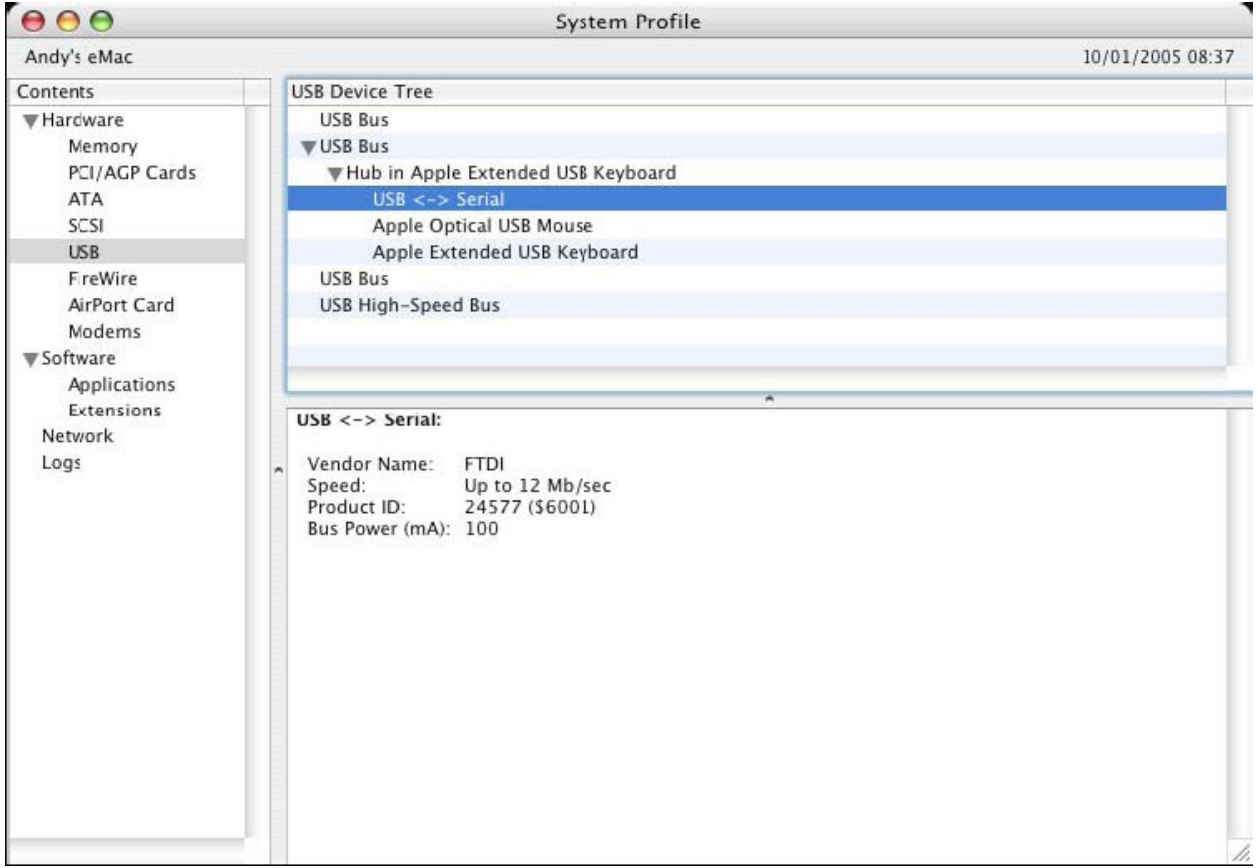 System Profile
Andy's eMac
10/01/2005 08:37
Contents
Hardware
Memory
PCI/AGP Cards
ATA
SCSI
USB
FireWire
AirPort Card
Modems
Software
Applications
Extensions
Network
Logs
USB Device Tree
USB Bus
USB Bus
Hub in Apple Extended USB Keyboard
USB <-> Serial
Apple Optical USB Mouse
Apple Extended USB Keyboard
USB Bus
USB High-Speed Bus
USB <-> Serial:
Vendor Name: FTDI
Speed: Up to 12 Mb/sec
Product ID: 24577 ($6001)
Bus Power (mA): 100